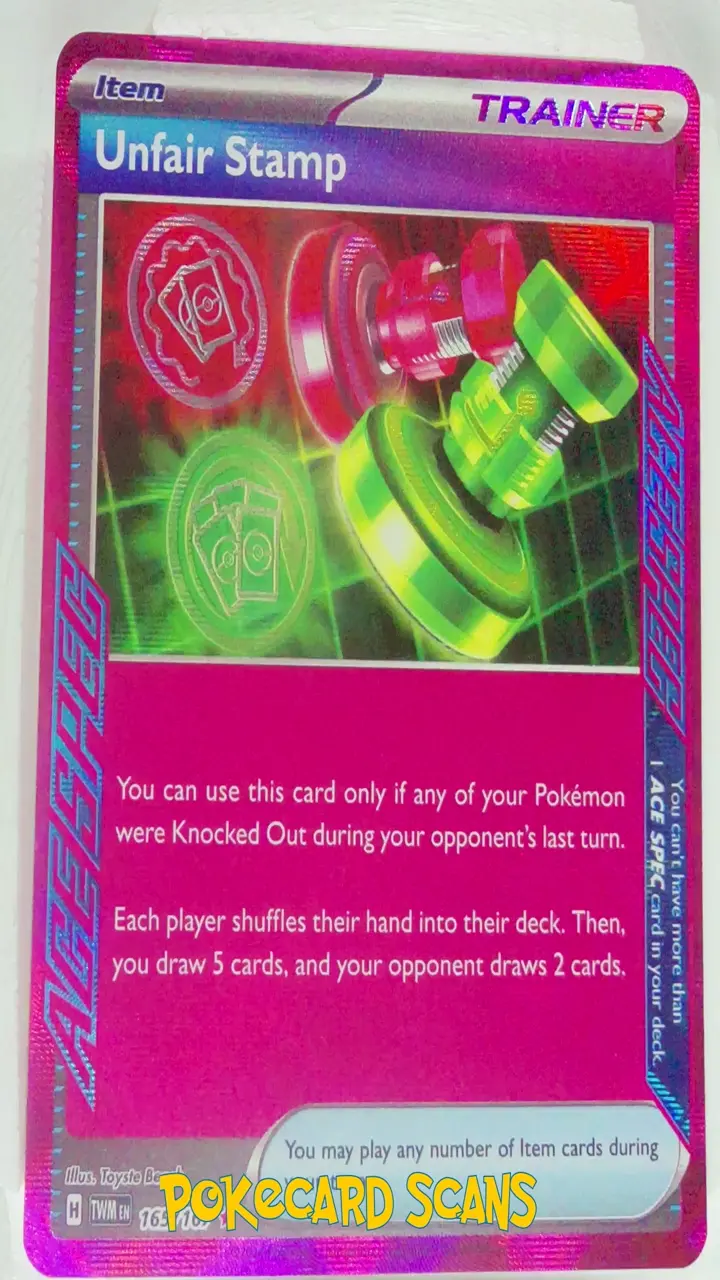 Item
TRAINER
Unfair Stamp
ACE SPEC
ACE SPEC
You can use this card only if any of your Pokémon
were Knocked Out during your opponent's last turn.
Each player shuffles their hand into their deck. Then,
you draw 5 cards, and your opponent draws 2 cards.
You can't have more than
1 ACE SPEC card in your deck.
You may play any number of Item cards during
Illus. Toyste
H TWM EN
POKECARD SCANS